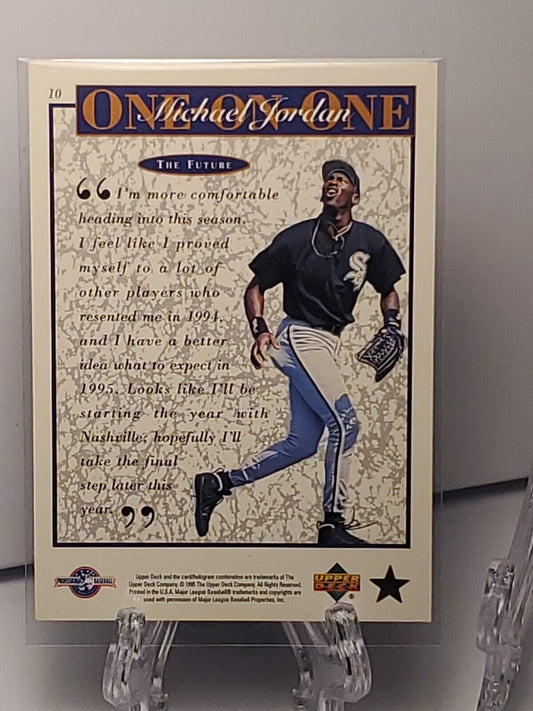 10
ONE ON ONE
Michael Jordan
THE FUTURE
“I'm more comfortable
heading into this season.
I feel like I proved
myself to a lot of
other players who
resented me in 1994,
and I have a better
idea what to expect in
1995. Looks like I'll be
starting the year with
Nashville, hopefully I'll
take the final
step later this
year.”
Sox
PROFESSIONAL BASEBALL
Upper Deck and the card/hologram combination are trademarks of The
Upper Deck Company. © 1995 The Upper Deck Company. All Rights Reserved.
Printed in the U.S.A. Major League Baseball® trademarks and copyrights are
used with permission of Major League Baseball Properties, Inc.
UPPER
DECK
®